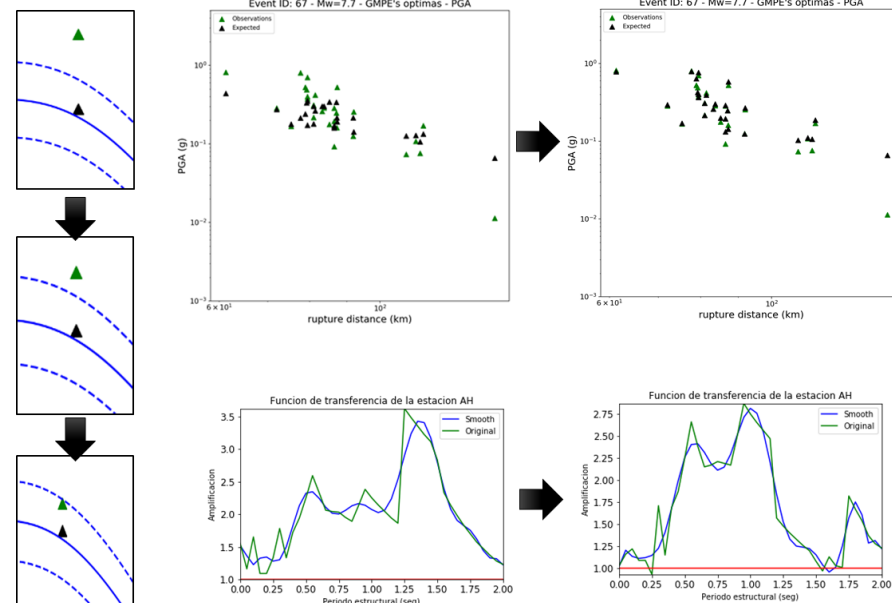 Event ID: 67 - Mw=7.7 - GMPE's optimas - PGA
Observations
Expected
10⁰
10⁻¹
10⁻²
10⁻³
PGA (g)
6 × 10¹
10²
rupture distance (km)
Event ID: 67 - Mw=7.7 - GMPE's optimas - PGA
Observations
Expected
10⁰
10⁻¹
10⁻²
10⁻³
PGA (g)
6 × 10¹
10²
rupture distance (km)
Funcion de transferencia de la estacion AH
Smooth
Original
3.5
3.0
2.5
2.0
1.5
1.0
Amplificacion
0.00 0.25 0.50 0.75 1.00 1.25 1.50 1.75 2.00
Periodo estructural (seg)
Funcion de transferencia de la estacion AH
Smooth
Original
2.75
2.50
2.25
2.00
1.75
1.50
1.25
1.00
Amplificacion
0.00 0.25 0.50 0.75 1.00 1.25 1.50 1.75 2.00
Periodo estructural (seg)